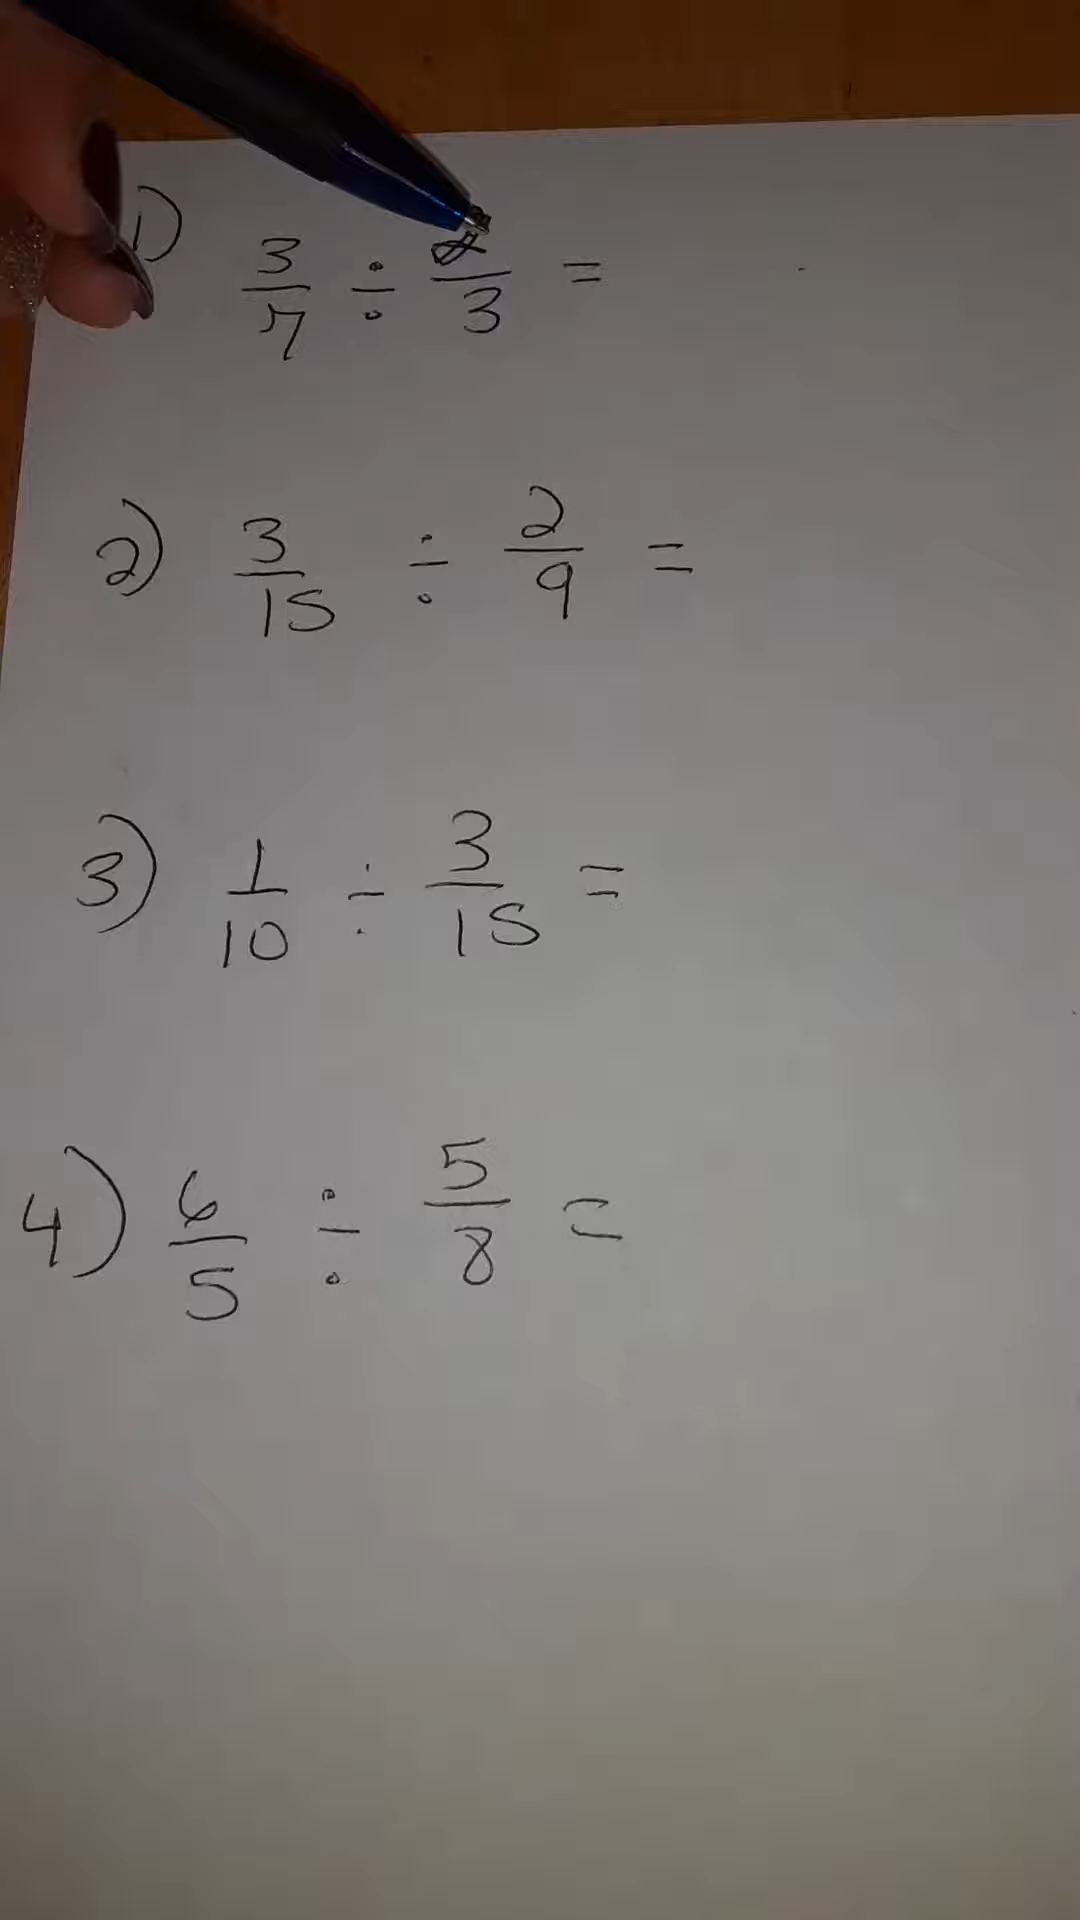 1) 3/7 ÷ 2/3 =
2) 3/15 ÷ 2/9 =
3) 1/10 ÷ 3/15 =
4) 6/5 ÷ 5/8 =